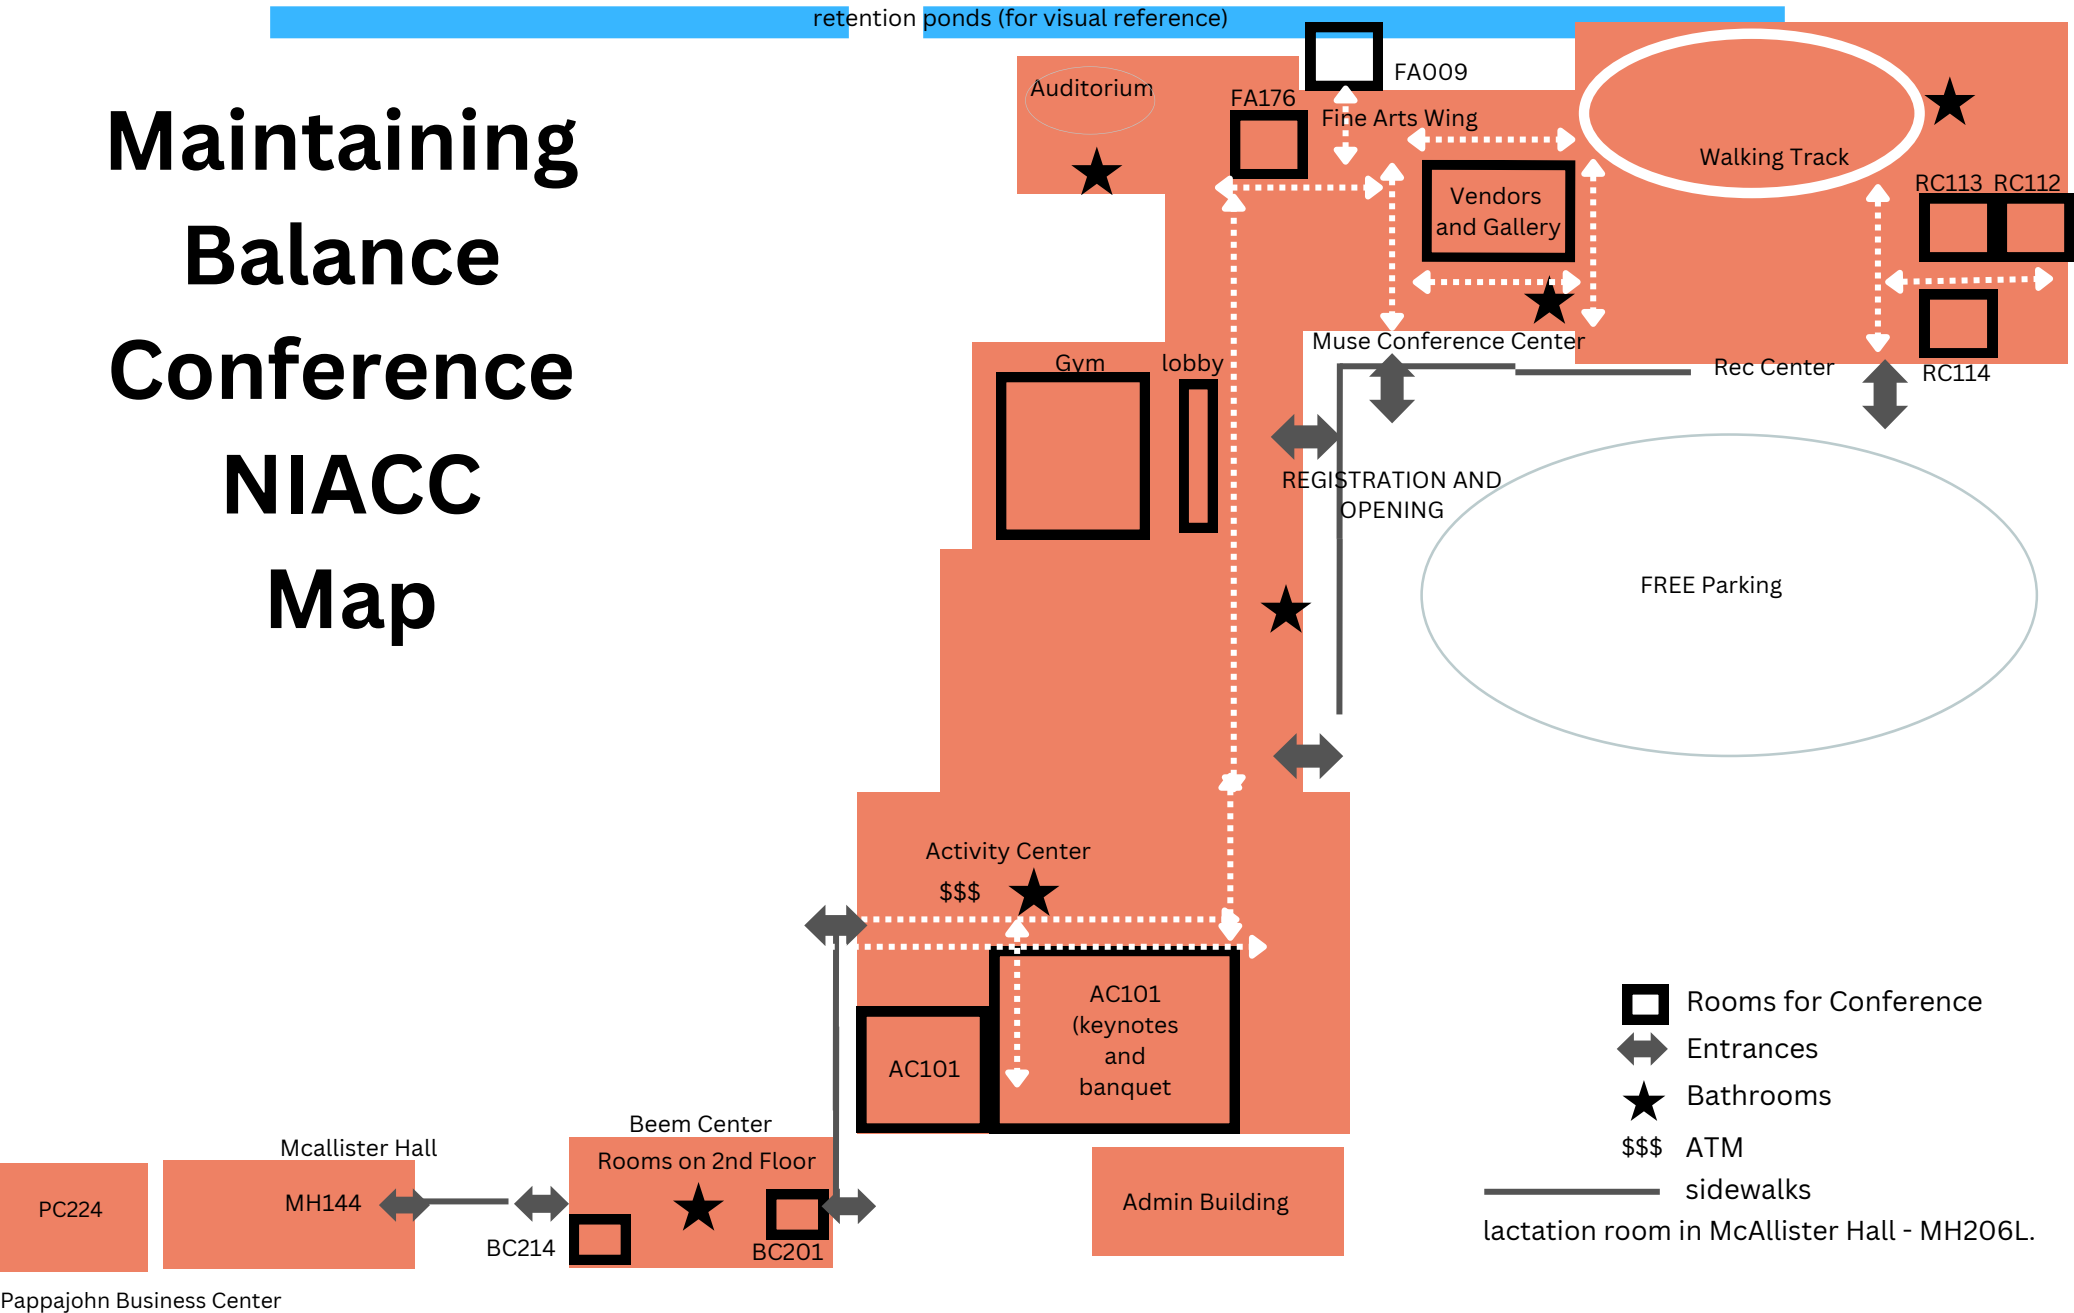 retention ponds (for visual reference)
Maintaining
Balance
Conference
NIACC
Map
Auditorium
FA009
FA176
Fine Arts Wing
Walking Track
Vendors
and Gallery
RC113 RC112
Muse Conference Center
Rec Center
RC114
Gym
lobby
REGISTRATION AND
OPENING
FREE Parking
Activity Center
$$$
AC101
(keynotes
and
banquet
AC101
Beem Center
Rooms on 2nd Floor
Mcallister Hall
PC224
MH144
BC214
BC201
Admin Building
Pappajohn Business Center
Rooms for Conference
Entrances
Bathrooms
$$$ ATM
sidewalks
lactation room in McAllister Hall - MH206L.